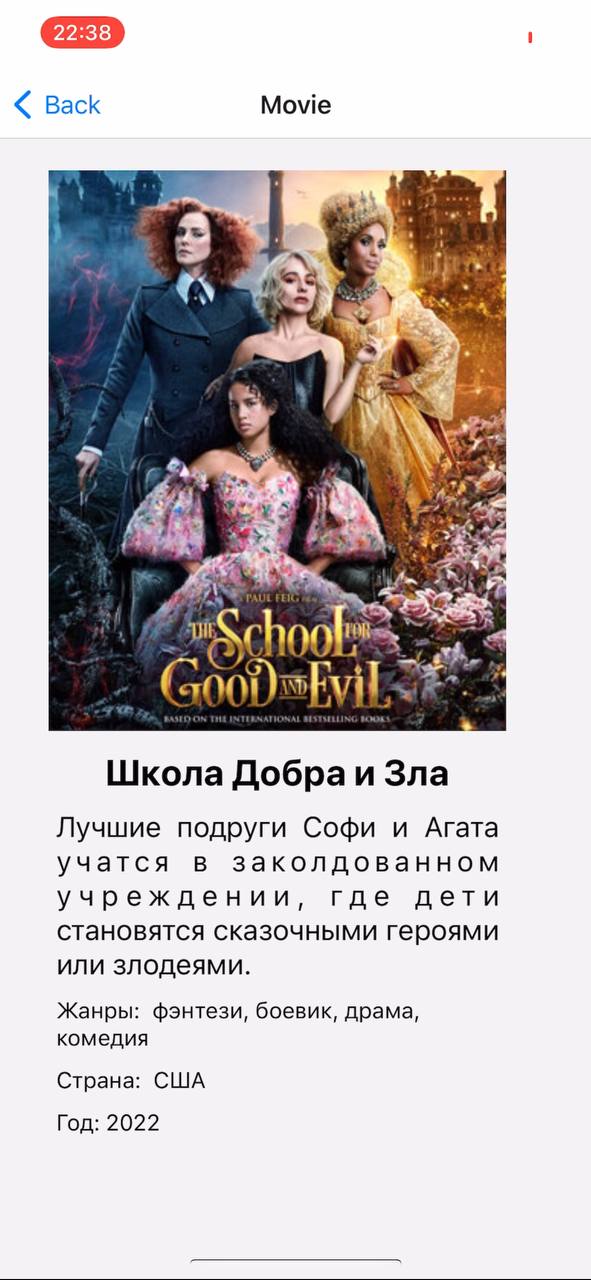 22:38
Back
Movie
A PAUL FEIG FILM
THE SCHOOL FOR
GOOD AND EVIL
BASED ON THE INTERNATIONAL BESTSELLING BOOKS
Школа Добра и Зла
Лучшие подруги Софи и Агата
учатся в заколдованном
учреждении, где дети
становятся сказочными героями
или злодеями.
Жанры: фэнтези, боевик, драма,
комедия
Страна: США
Год: 2022